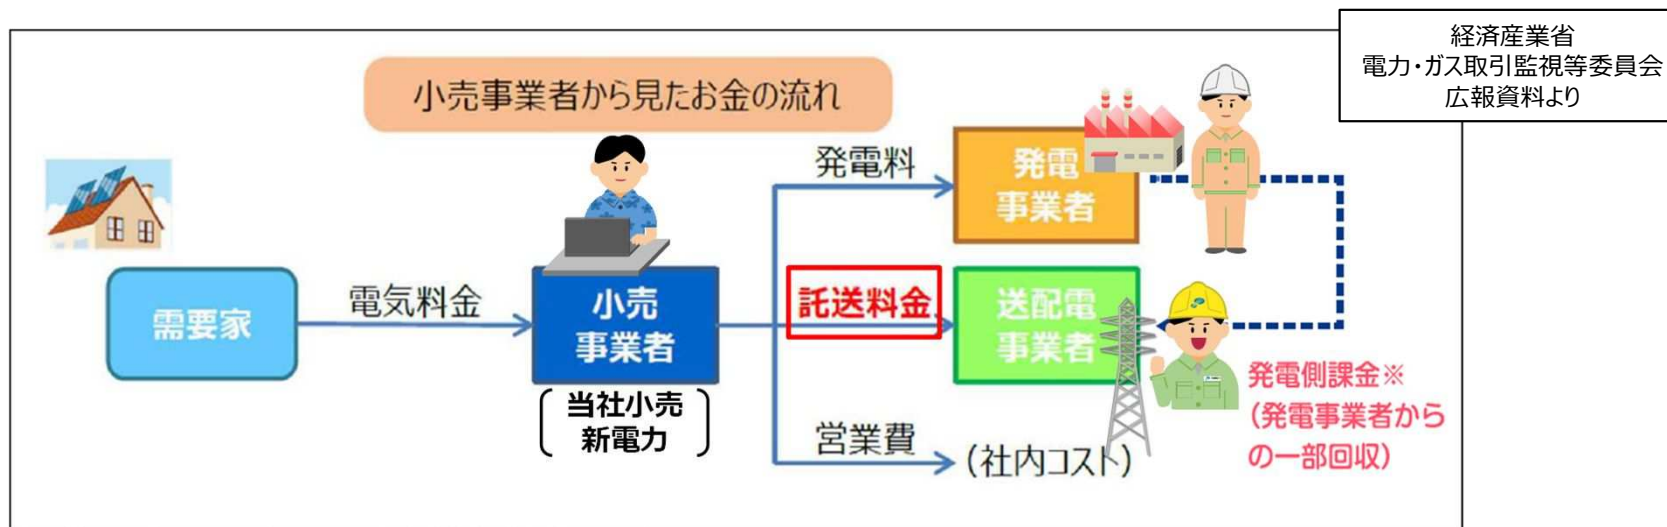 経済産業省
電力・ガス取引監視等委員会
広報資料より
小売事業者から見たお金の流れ
発電料
発電
事業者
需要家
電気料金
小売
事業者
託送料金
送配電
事業者
当社小売
新電力
営業費
(社内コスト)
発電側課金※
(発電事業者から
の一部回収)